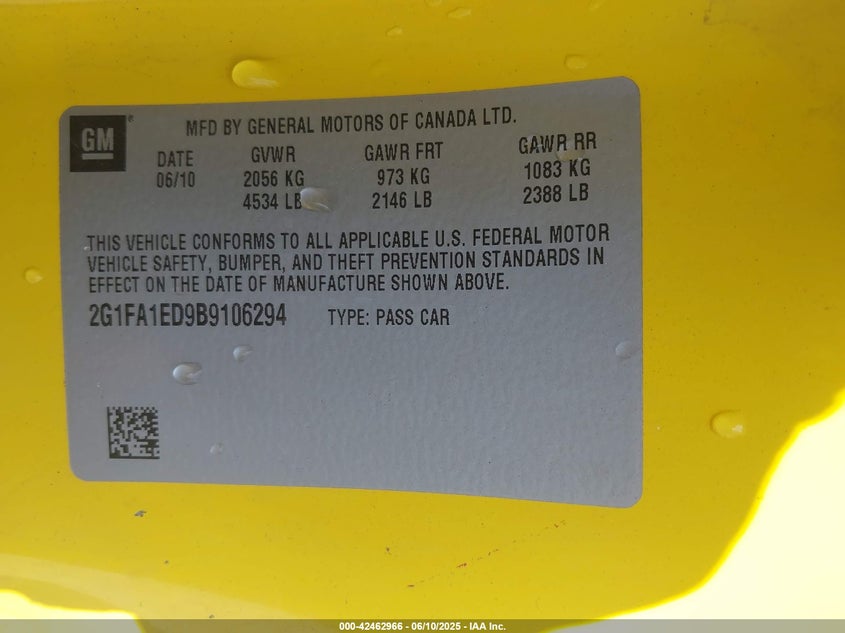 GM
MFD BY GENERAL MOTORS OF CANADA LTD.
DATE GVWR GAWR FRT GAWR RR
06/10 2056 KG 973 KG 1083 KG
4534 LB 2146 LB 2388 LB
THIS VEHICLE CONFORMS TO ALL APPLICABLE U.S. FEDERAL MOTOR
VEHICLE SAFETY, BUMPER, AND THEFT PREVENTION STANDARDS IN
EFFECT ON THE DATE OF MANUFACTURE SHOWN ABOVE.
2G1FA1ED9B9106294 TYPE: PASS CAR
000-42462966 - 06/10/2025 - IAA Inc.